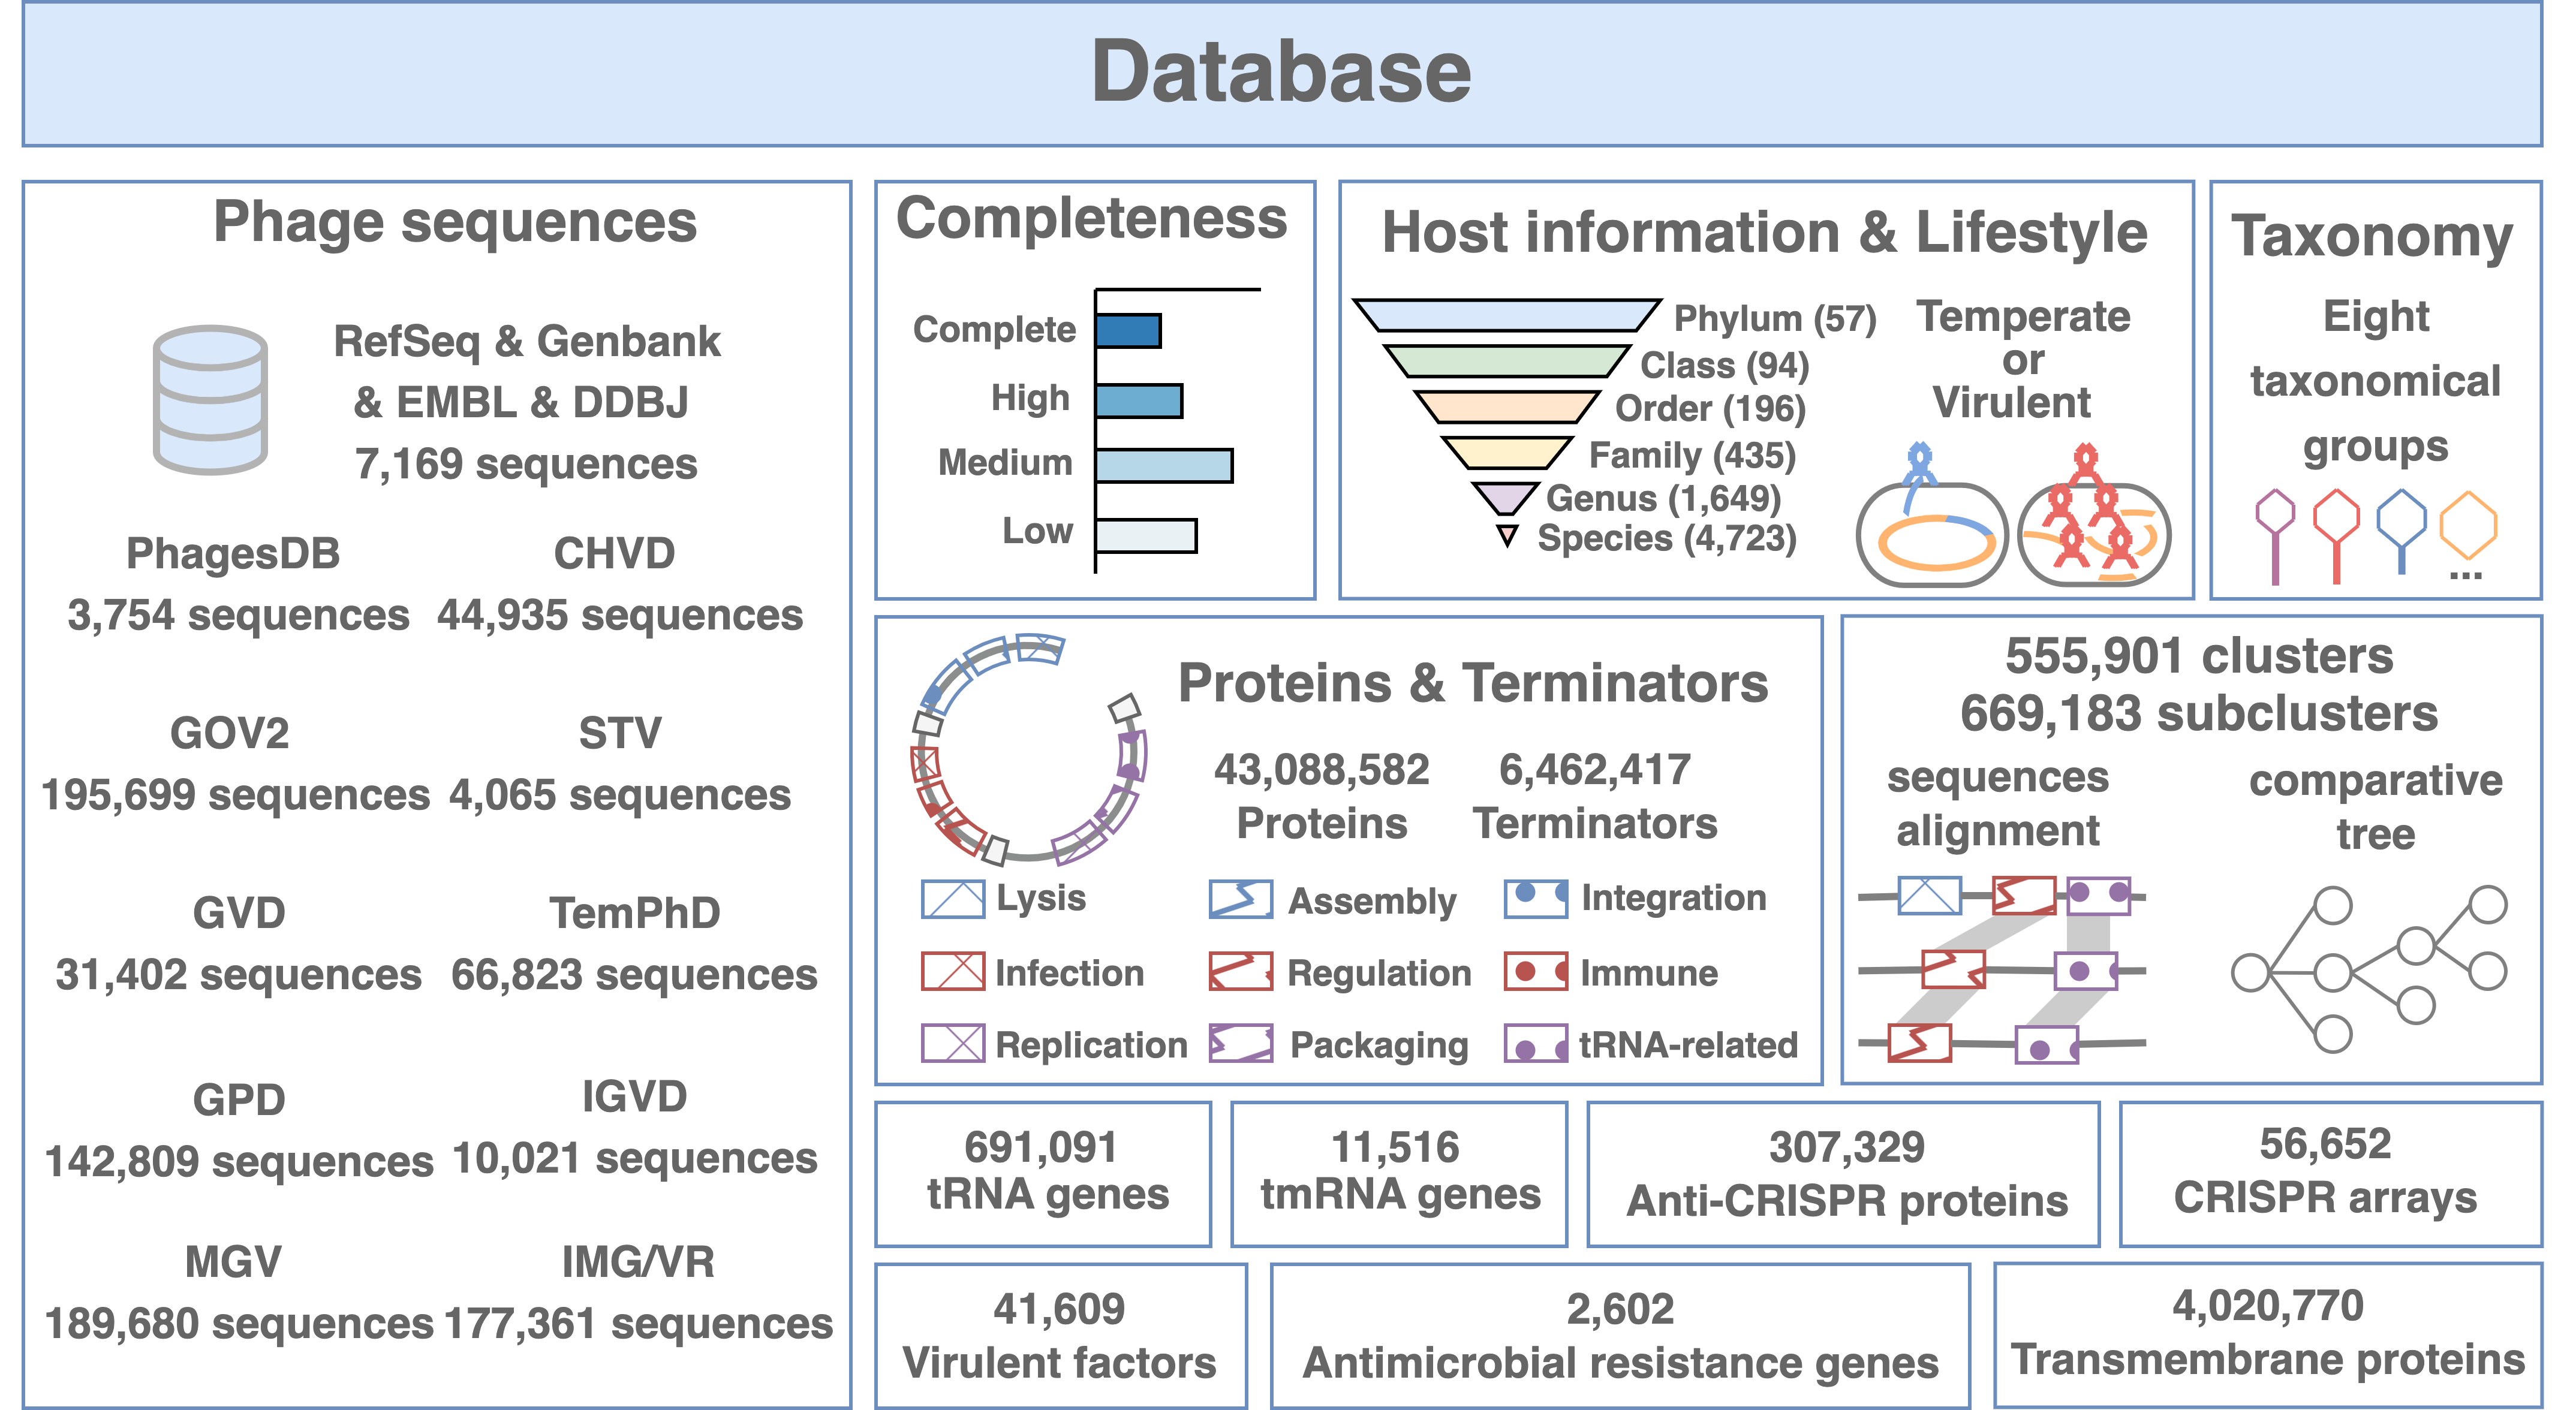 Database
Phage sequences
RefSeq & Genbank
& EMBL & DDBJ
7,169 sequences
PhagesDB
3,754 sequences
CHVD
44,935 sequences
GOV2
195,699 sequences
STV
4,065 sequences
GVD
31,402 sequences
TemPhD
66,823 sequences
GPD
142,809 sequences
IGVD
10,021 sequences
MGV
189,680 sequences
IMG/VR
177,361 sequences
Completeness
Complete
High
Medium
Low
Host information & Lifestyle
Phylum (57)
Class (94)
Order (196)
Family (435)
Genus (1,649)
Species (4,723)
Temperate
or
Virulent
Taxonomy
Eight
taxonomical
groups
...
Proteins & Terminators
43,088,582
Proteins
6,462,417
Terminators
Lysis
Assembly
Integration
Infection
Regulation
Immune
Replication
Packaging
tRNA-related
555,901 clusters
669,183 subclusters
sequences
alignment
comparative
tree
691,091
tRNA genes
11,516
tmRNA genes
307,329
Anti-CRISPR proteins
56,652
CRISPR arrays
41,609
Virulent factors
2,602
Antimicrobial resistance genes
4,020,770
Transmembrane proteins